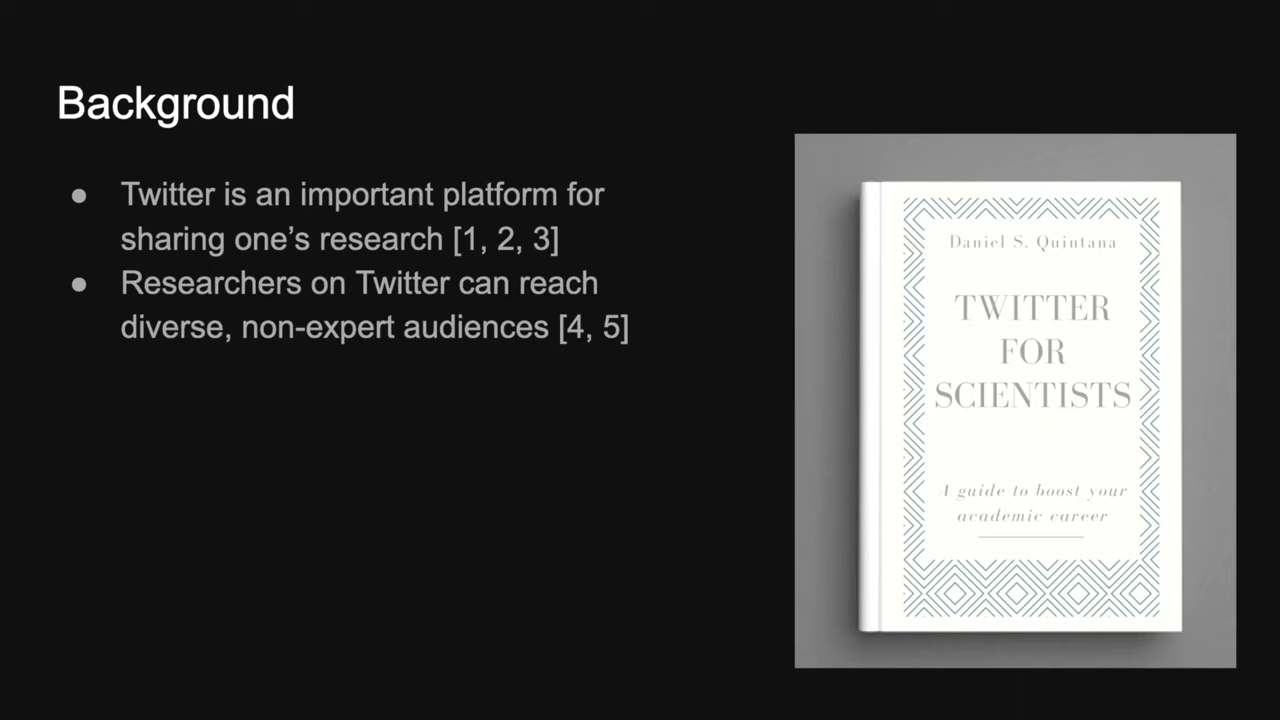 Background
● Twitter is an important platform for
sharing one’s research [1, 2, 3]
● Researchers on Twitter can reach
diverse, non-expert audiences [4, 5]
Daniel S. Quintana
TWITTER
FOR
SCIENTISTS
A guide to boost your
academic career